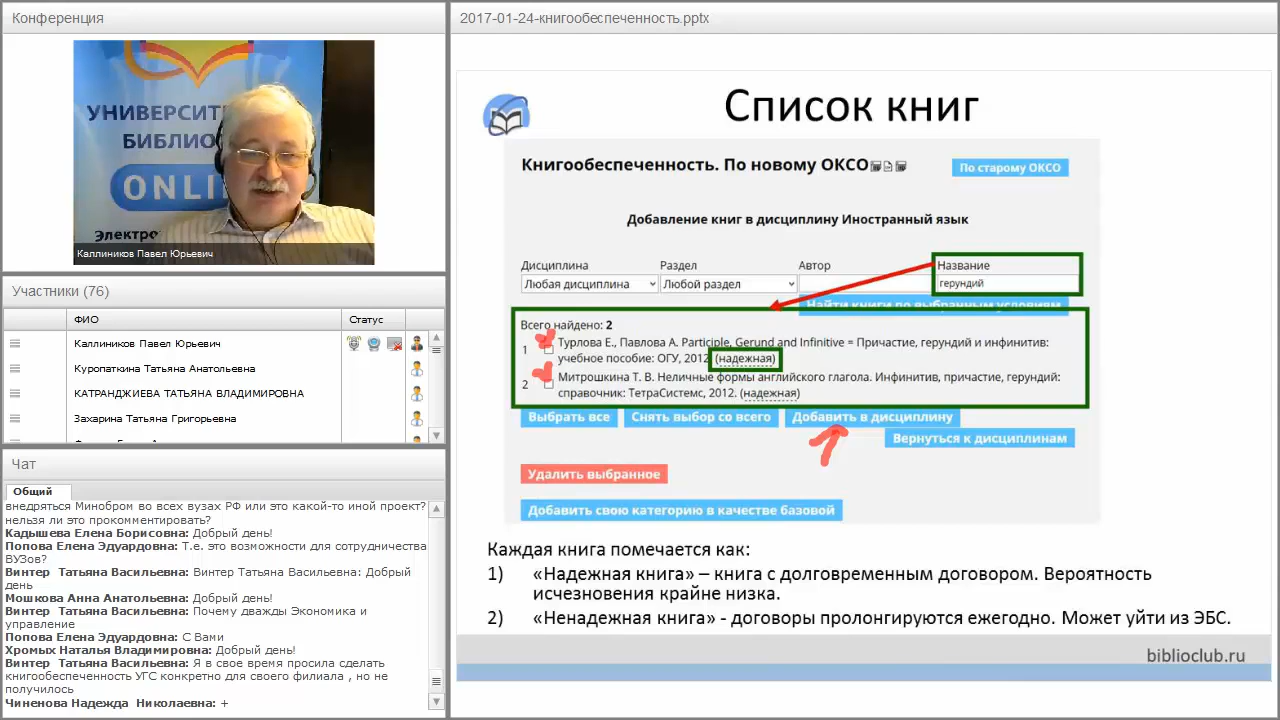 Конференция
УНИВЕРСИТ
БИБЛИО
ONLI
Электро
Каллиников Павел Юрьевич
Участники (76)
ФИО
Статус
Каллиников Павел Юрьевич
Куропаткина Татьяна Анатольевна
КАТРАНДЖИЕВА ТАТЬЯНА ВЛАДИМИРОВНА
Захарина Татьяна Григорьевна
Чат
Общий
внедряться Минобром во всех вузах РФ или это какой-то иной проект?
нельзя ли это прокомментировать?
Кадышева Елена Борисовна: Добрый день!
Попова Елена Эдуардовна: Т.е. это возможности для сотрудничества
ВУЗов?
Винтер Татьяна Васильевна: Винтер Татьяна Васильевна: Добрый
день
Мошкова Анна Анатольевна: Добрый день!
Винтер Татьяна Васильевна: Почему дважды Экономика и
управление
Попова Елена Эдуардовна: С Вами
Хромых Наталья Владимировна: Добрый день!
Винтер Татьяна Васильевна: Я в свое время просила сделать
книгообеспеченность УГС конкретно для своего филиала , но не
получилось
Чиненова Надежда Николаевна: +
2017-01-24-книгообеспеченность.pptx
Список книг
Книгообеспеченность. По новому ОКСО
По старому ОКСО
Добавление книг в дисциплину Иностранный язык
Дисциплина Раздел Автор Название
Любая дисциплина Любой раздел герундий
Найти книги по выбранным условиям
Всего найдено: 2
1 Турлова Е., Павлова А. Participle, Gerund and Infinitive = Причастие, герундий и инфинитив:
учебное пособие: ОГУ, 2012 (надежная)
2 Митрошкина Т. В. Неличные формы английского глагола. Инфинитив, причастие, герундий:
справочник: ТетраСистемс, 2012. (надежная)
Выбрать все Снять выбор со всего Добавить в дисциплину
Вернуться к дисциплинам
Удалить выбранное
Добавить свою категорию в качестве базовой
Каждая книга помечается как:
1) «Надежная книга» – книга с долговременным договором. Вероятность
исчезновения крайне низка.
2) «Ненадежная книга» - договоры пролонгируются ежегодно. Может уйти из ЭБС.
biblioclub.ru